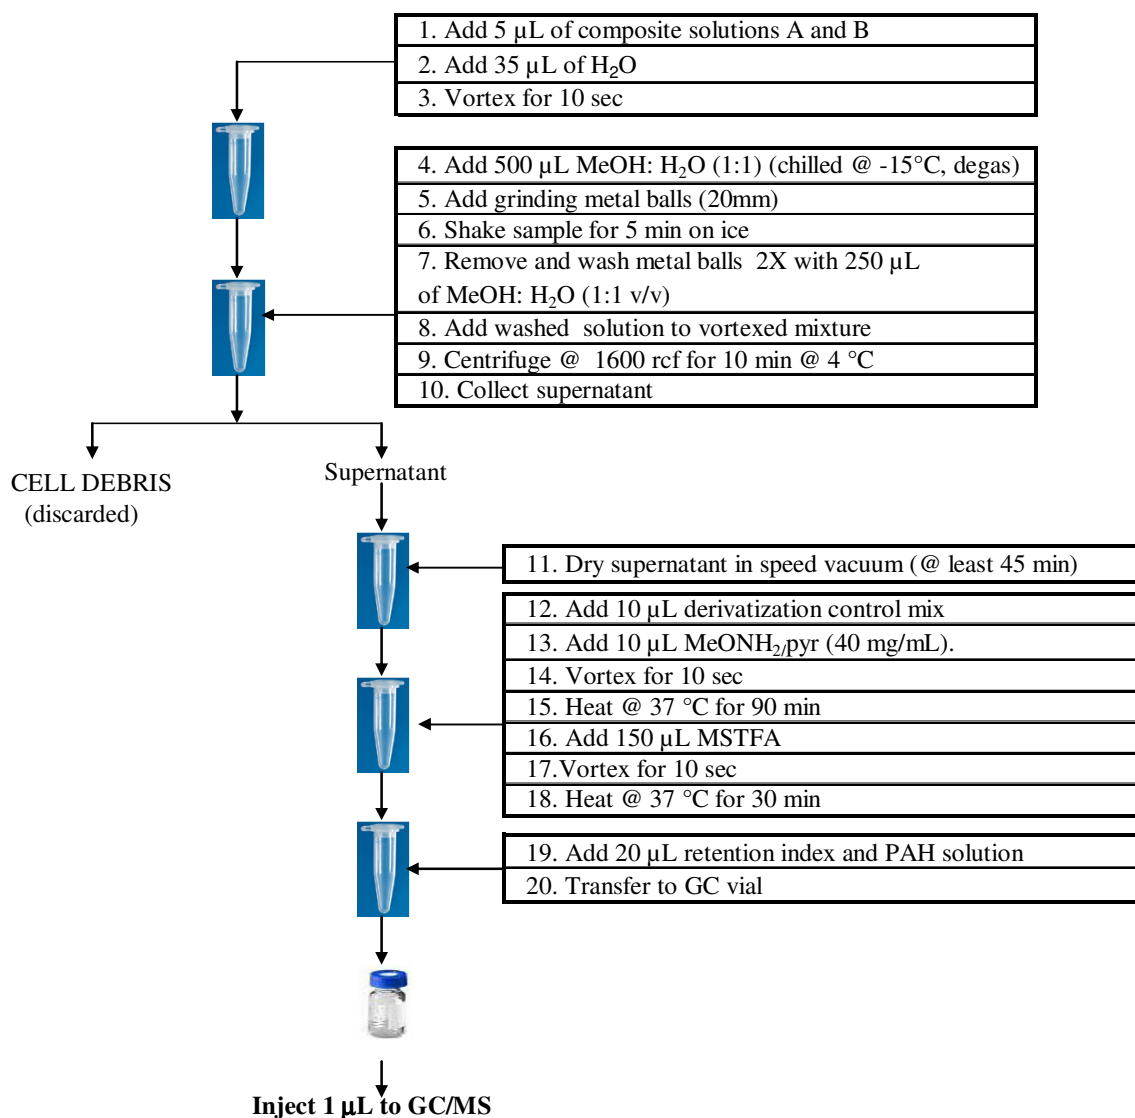 1. Add 5 µL of composite solutions A and B
2. Add 35 µL of H₂O
3. Vortex for 10 sec
4. Add 500 µL MeOH: H₂O (1:1) (chilled @ -15°C, degas)
5. Add grinding metal balls (20mm)
6. Shake sample for 5 min on ice
7. Remove and wash metal balls 2X with 250 µL
of MeOH: H₂O (1:1 v/v)
8. Add washed solution to vortexed mixture
9. Centrifuge @ 1600 rcf for 10 min @ 4 °C
10. Collect supernatant
CELL DEBRIS
(discarded)
Supernatant
11. Dry supernatant in speed vacuum (@ least 45 min)
12. Add 10 µL derivatization control mix
13. Add 10 µL MeONH₂/pyr (40 mg/mL).
14. Vortex for 10 sec
15. Heat @ 37 °C for 90 min
16. Add 150 µL MSTFA
17.Vortex for 10 sec
18. Heat @ 37 °C for 30 min
19. Add 20 µL retention index and PAH solution
20. Transfer to GC vial
Inject 1 µL to GC/MS